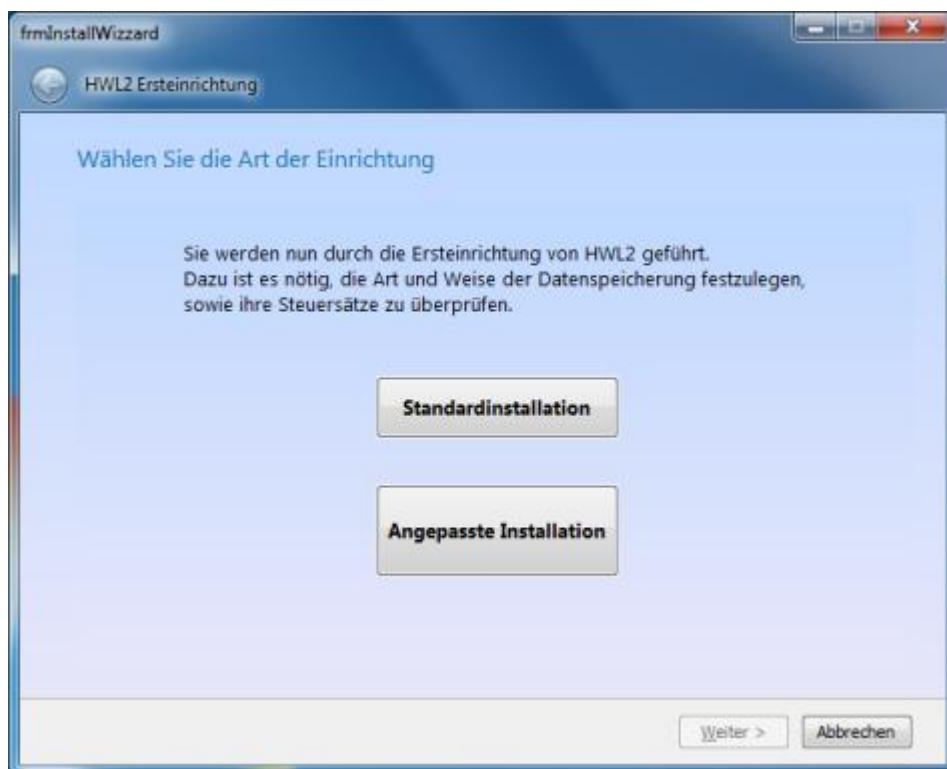 frmInstallWizzard
HWL2 Ersteinrichtung
Wählen Sie die Art der Einrichtung
Sie werden nun durch die Ersteinrichtung von HWL2 geführt.
Dazu ist es nötig, die Art und Weise der Datenspeicherung festzulegen,
sowie ihre Steuersätze zu überprüfen.
Standardinstallation
Angepasste Installation
Weiter >
Abbrechen